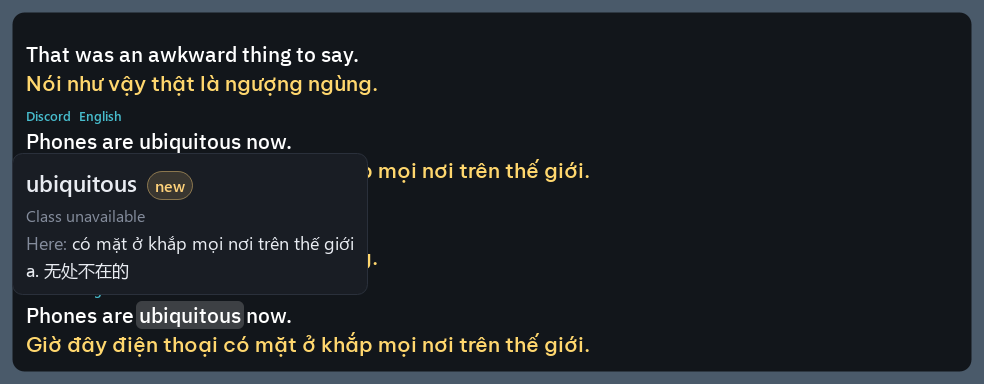 That was an awkward thing to say.
Nói như vậy thật là ngượng ngùng.
Discord English
Phones are ubiquitous now.
mọi nơi trên thế giới.
ubiquitous new
Class unavailable
Here: có mặt ở khắp mọi nơi trên thế giới
a. 无处不在的
Phones are ubiquitous now.
Giờ đây điện thoại có mặt ở khắp mọi nơi trên thế giới.